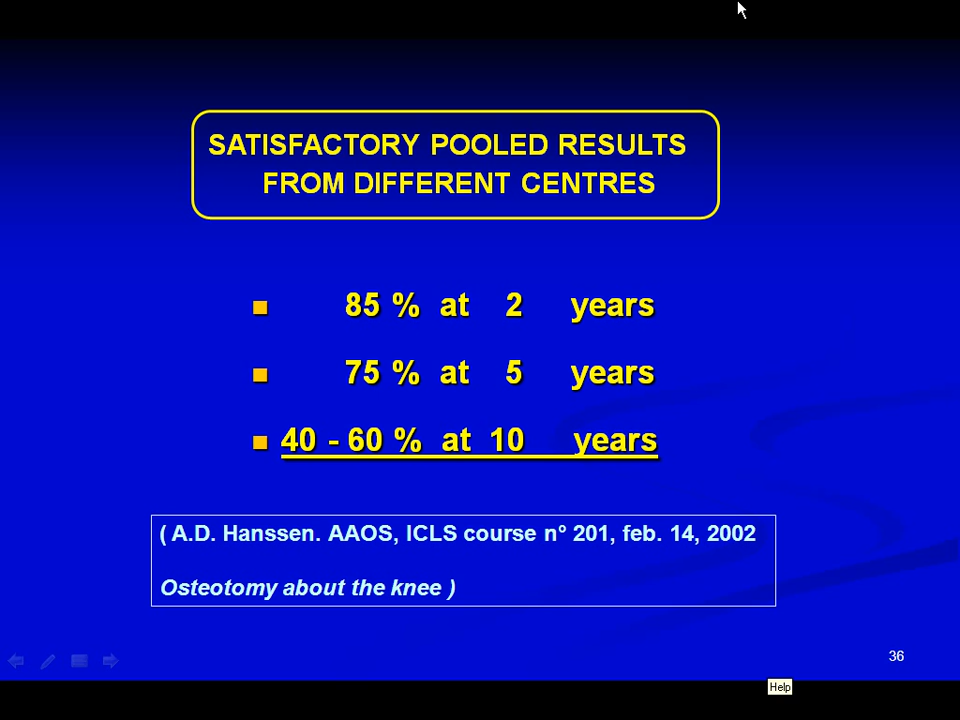 SATISFACTORY POOLED RESULTS
FROM DIFFERENT CENTRES
85 % at 2 years
75 % at 5 years
40 - 60 % at 10 years
( A.D. Hanssen. AAOS, ICLS course n° 201, feb. 14, 2002
Osteotomy about the knee )
36
Help